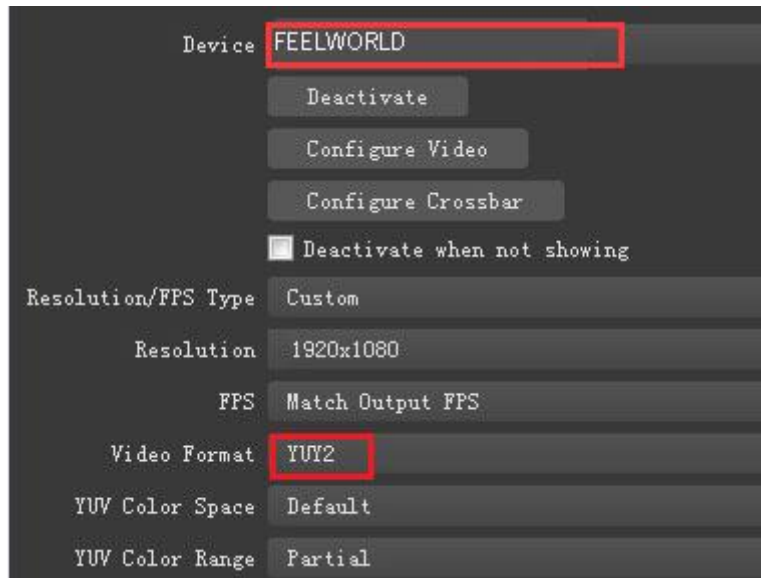 Device FEELWORLD
Deactivate
Configure Video
Configure Crossbar
Deactivate when not showing
Resolution/FPS Type Custom
Resolution 1920x1080
FPS Match Output FPS
Video Format YUY2
YUV Color Space Default
YUV Color Range Partial